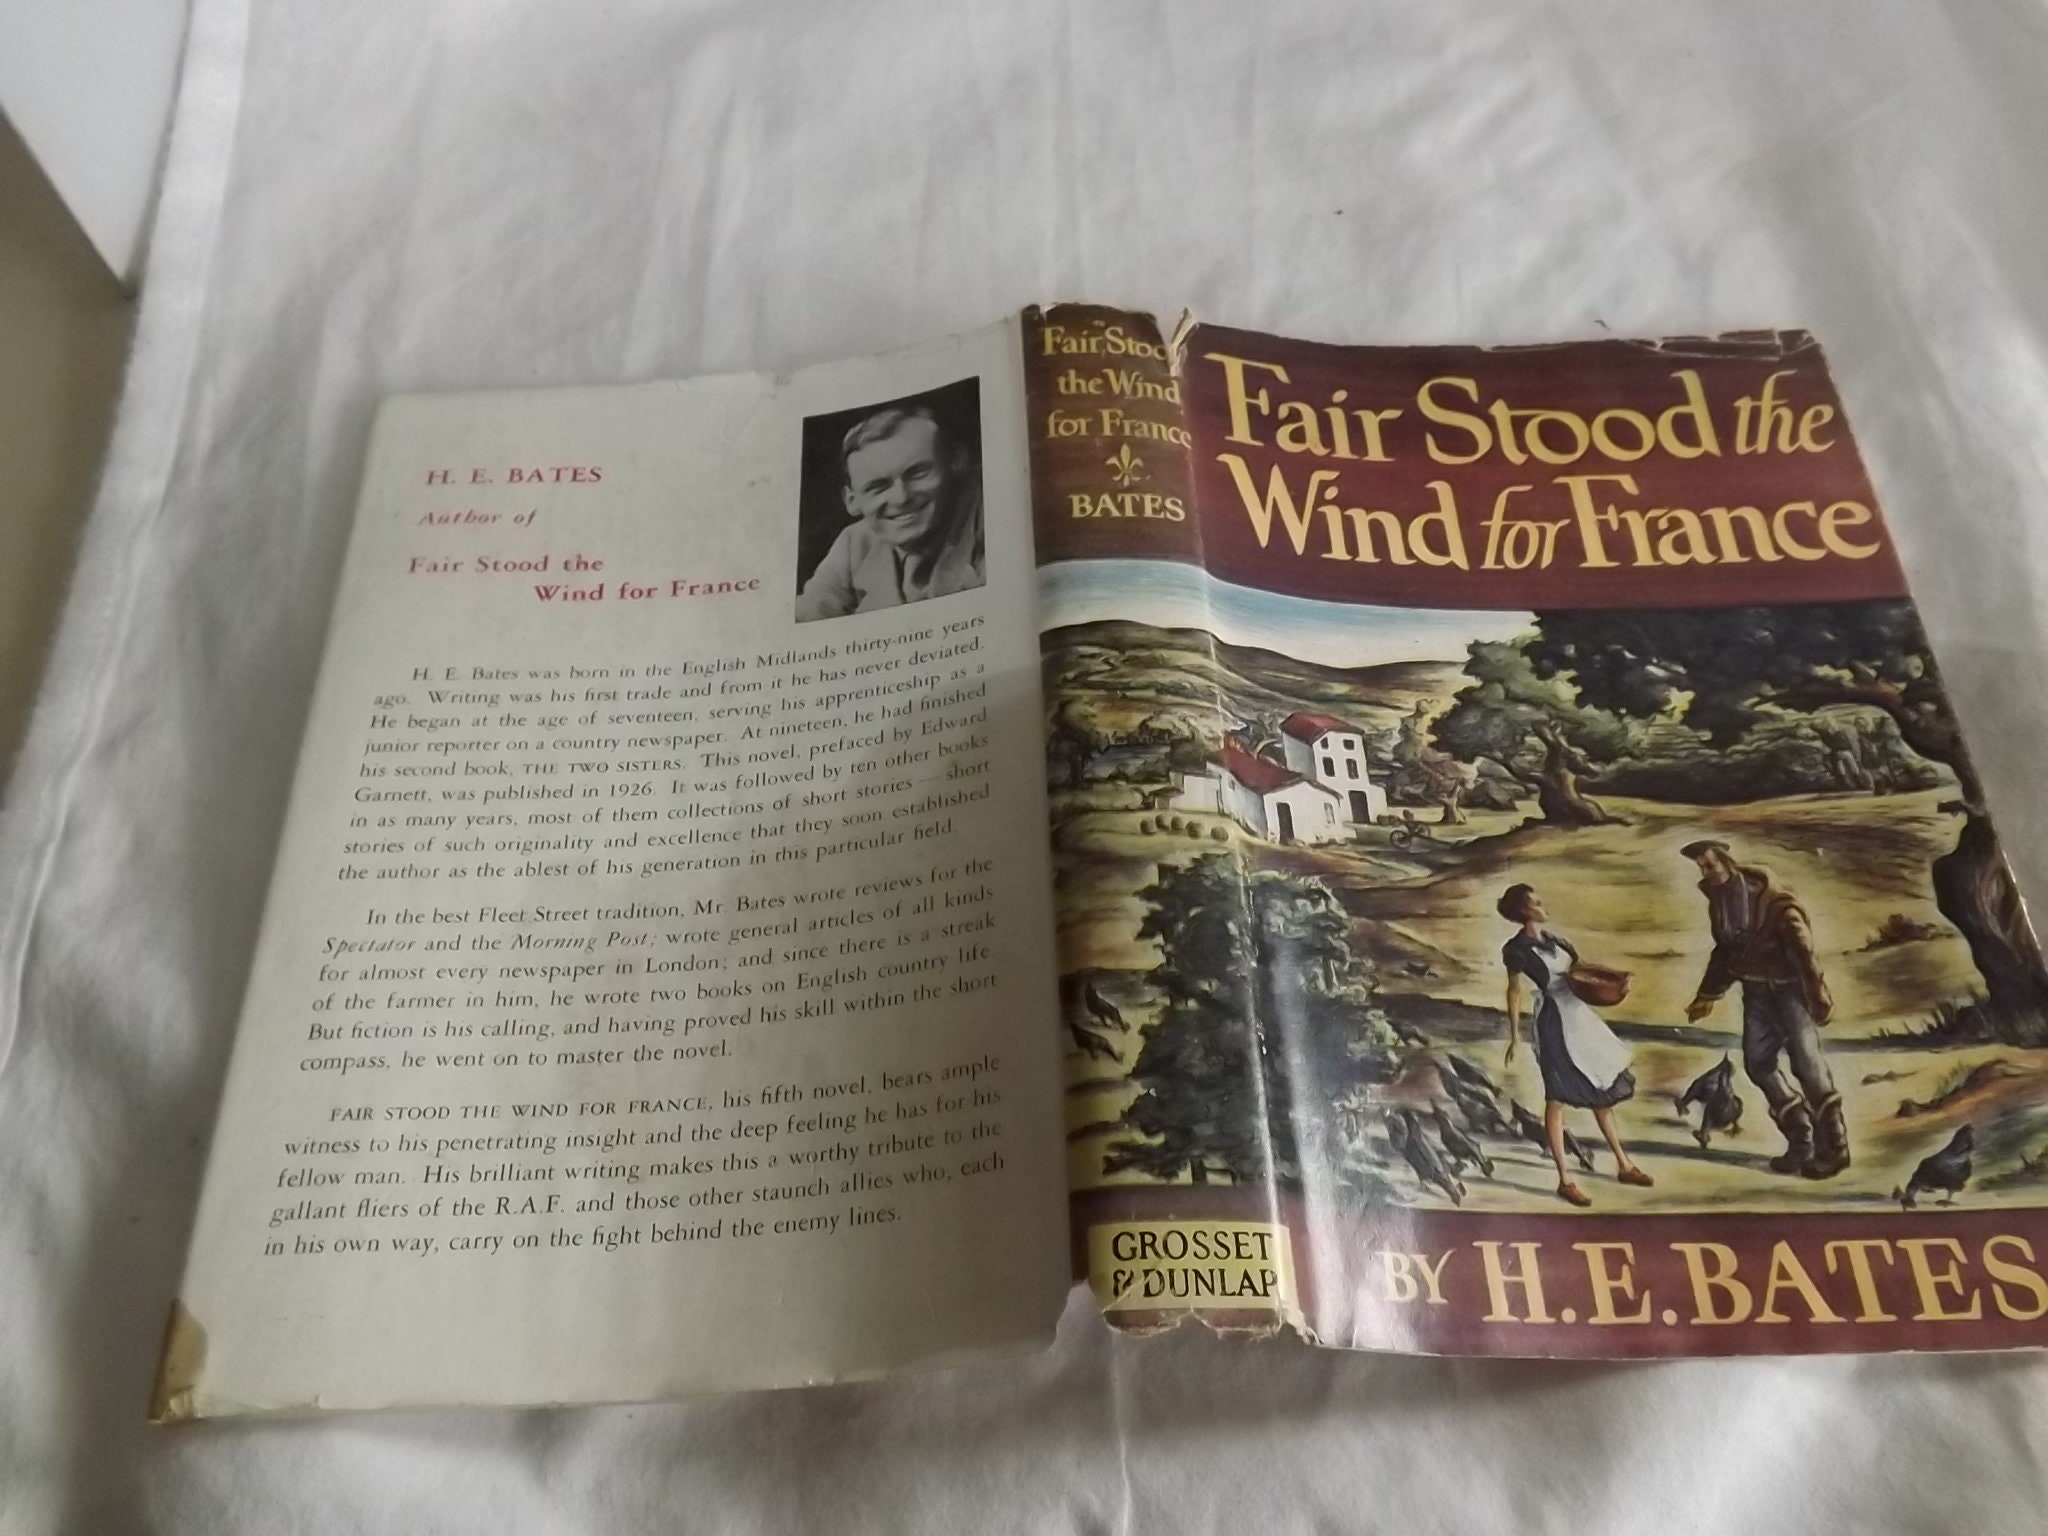 H. E. BATES
Author of
Fair Stood the
Wind for France
H. E. Bates was born in the English Midlands thirty-nine years
ago. Writing was his first trade and from it he has never deviated.
He began at the age of seventeen, serving his apprenticeship as a
junior reporter on a country newspaper. At nineteen, he had finished
his second book, THE TWO SISTERS. This novel, prefaced by Edward
Garnett, was published in 1926. It was followed by ten other books
in as many years, most of them collections of short stories — short
stories of such originality and excellence that they soon established
the author as the ablest of his generation in this particular field.
In the best Fleet Street tradition, Mr. Bates wrote reviews for the
Spectator and the Morning Post; wrote general articles of all kinds
for almost every newspaper in London; and since there is a streak
of the farmer in him, he wrote two books on English country life.
But fiction is his calling, and having proved his skill within the short
compass, he went on to master the novel.
FAIR STOOD THE WIND FOR FRANCE, his fifth novel, bears ample
witness to his penetrating insight and the deep feeling he has for his
fellow man. His brilliant writing makes this a worthy tribute to the
gallant fliers of the R.A.F. and those other staunch allies who, each
in his own way, carry on the fight behind the enemy lines.
Fair Stoo
the Wind
for France
BATES
GROSSET
& DUNLAP
Fair Stood the
Wind for France
BY H.E. BATES